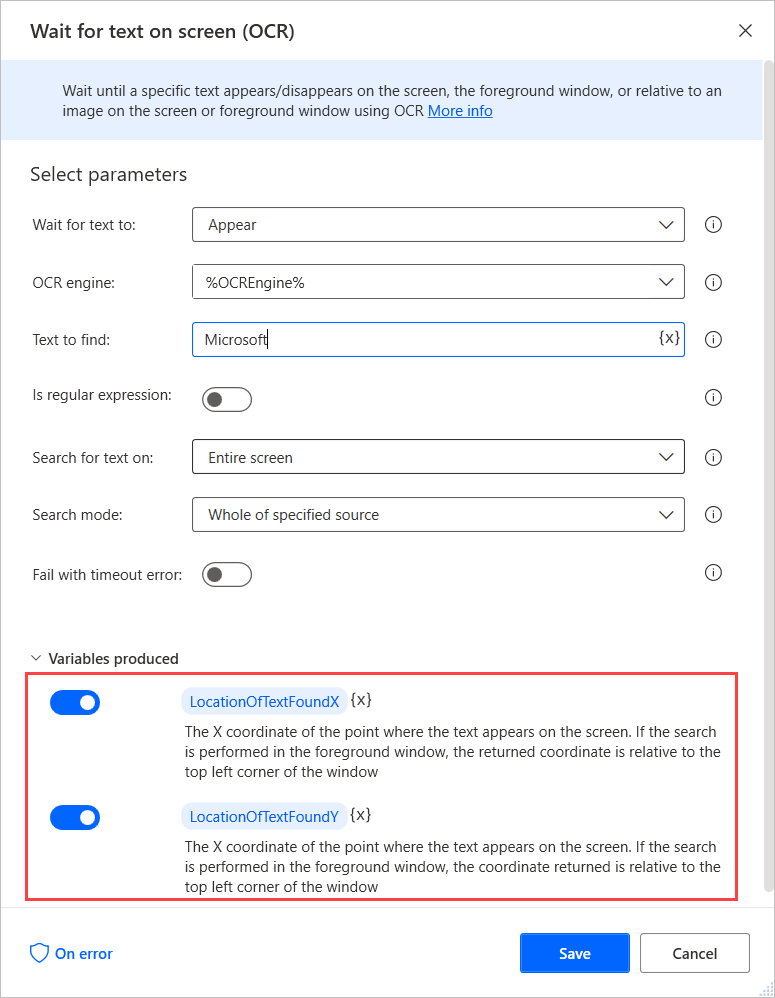 Wait for text on screen (OCR)
Wait until a specific text appears/disappears on the screen, the foreground window, or relative to an
image on the screen or foreground window using OCR More info
Select parameters
Wait for text to: Appear
OCR engine: %OCREngine%
Text to find: Microsoft {x}
Is regular expression:
Search for text on: Entire screen
Search mode: Whole of specified source
Fail with timeout error:
Variables produced
LocationOfTextFoundX {x}
The X coordinate of the point where the text appears on the screen. If the search
is performed in the foreground window, the returned coordinate is relative to the
top left corner of the window
LocationOfTextFoundY {x}
The X coordinate of the point where the text appears on the screen. If the search
is performed in the foreground window, the coordinate returned is relative to the
top left corner of the window
On error Save Cancel